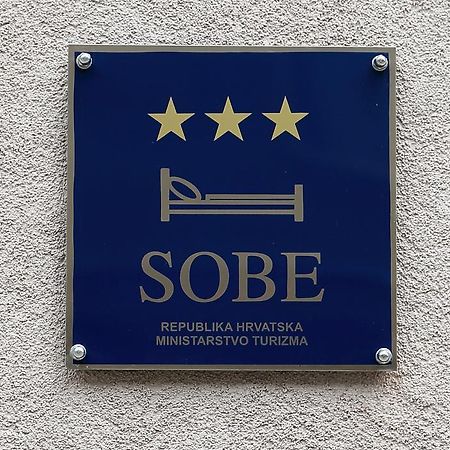 SOBE
REPUBLIKA HRVATSKA
MINISTARSTVO TURIZMA